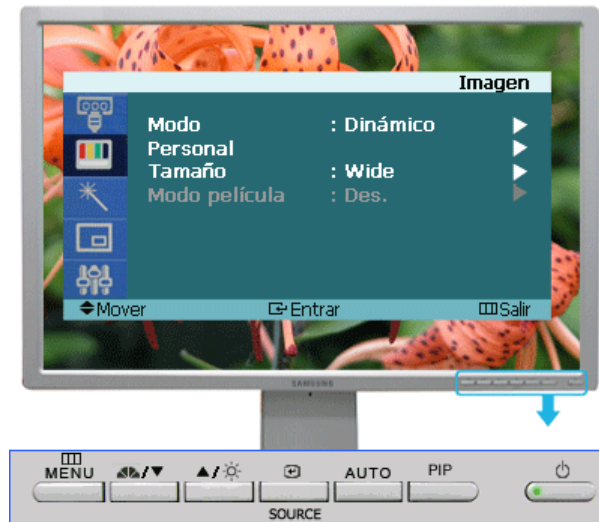 Imagen
Modo : Dinámico
Personal
Tamaño : Wide
Modo película : Des.
Mover Entrar Salir
SAMSUNG
MENU / / AUTO PIP
SOURCE